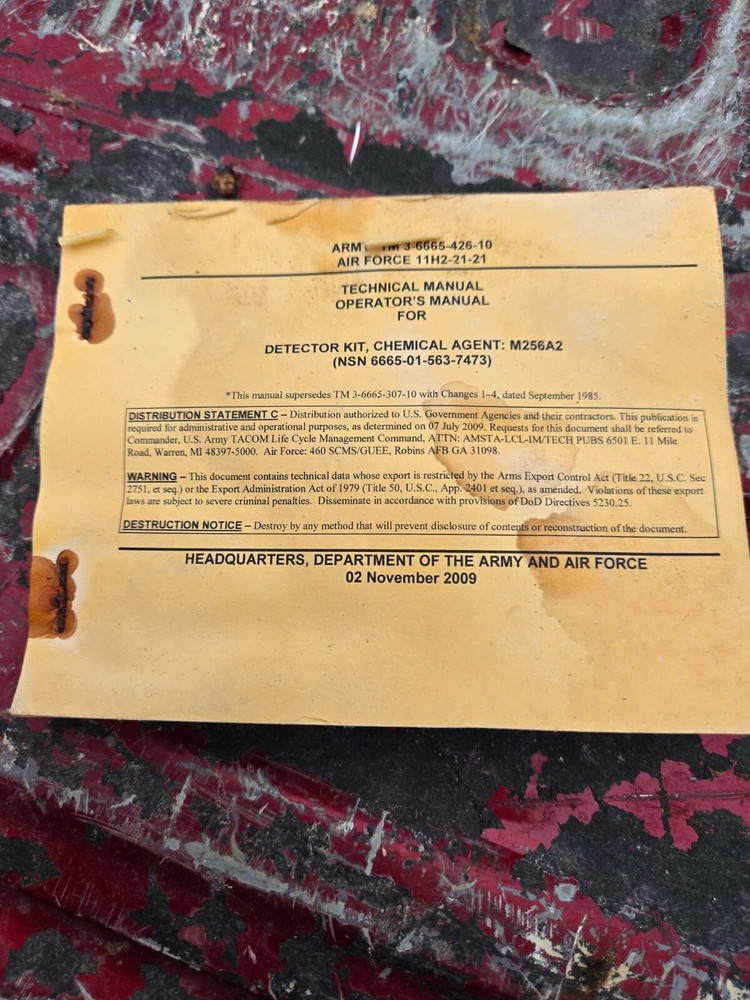 ARMY TM 3-6665-426-10
AIR FORCE 11H2-21-21
TECHNICAL MANUAL
OPERATOR'S MANUAL
FOR
DETECTOR KIT, CHEMICAL AGENT: M256A2
(NSN 6665-01-563-7473)
*This manual supersedes TM 3-6665-307-10 with Changes 1–4, dated September 1985.
DISTRIBUTION STATEMENT C – Distribution authorized to U.S. Government Agencies and their contractors. This publication is
required for administrative and operational purposes, as determined on 07 July 2009. Requests for this document shall be referred to
Commander, U.S. Army TACOM Life Cycle Management Command, ATTN: AMSTA-LCL-IM/TECH PUBS 6501 E. 11 Mile
Road, Warren, MI 48397-5000. Air Force: 460 SCMS/GUEE, Robins AFB GA 31098.
WARNING – This document contains technical data whose export is restricted by the Arms Export Control Act (Title 22, U.S.C. Sec
2751, et seq.) or the Export Administration Act of 1979 (Title 50, U.S.C., App. 2401 et seq.), as amended. Violations of these export
laws are subject to severe criminal penalties. Disseminate in accordance with provisions of DoD Directives 5230.25.
DESTRUCTION NOTICE – Destroy by any method that will prevent disclosure of contents or reconstruction of the document.
HEADQUARTERS, DEPARTMENT OF THE ARMY AND AIR FORCE
02 November 2009